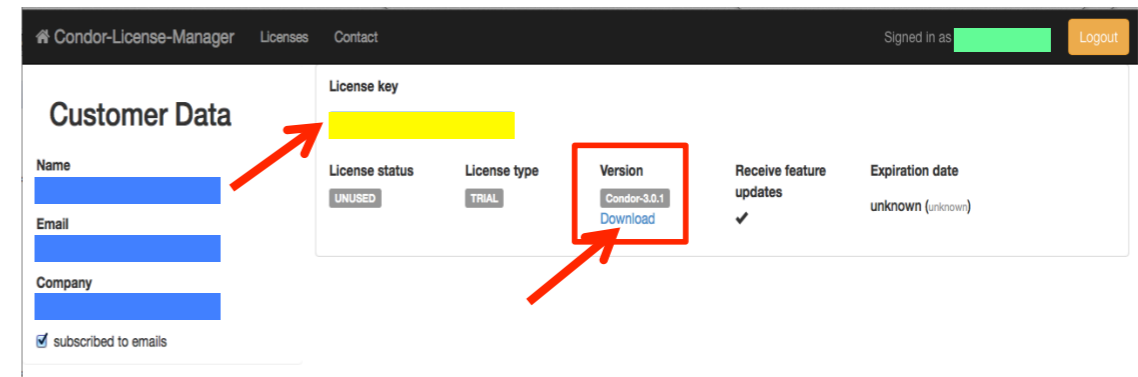 Condor-License-Manager Licenses Contact Signed in as Logout
Customer Data
Name
Email
Company
subscribed to emails
License key
License status License type Version Receive feature updates Expiration date
UNUSED TRIAL Condor-3.0.1 unknown (unknown)
Download